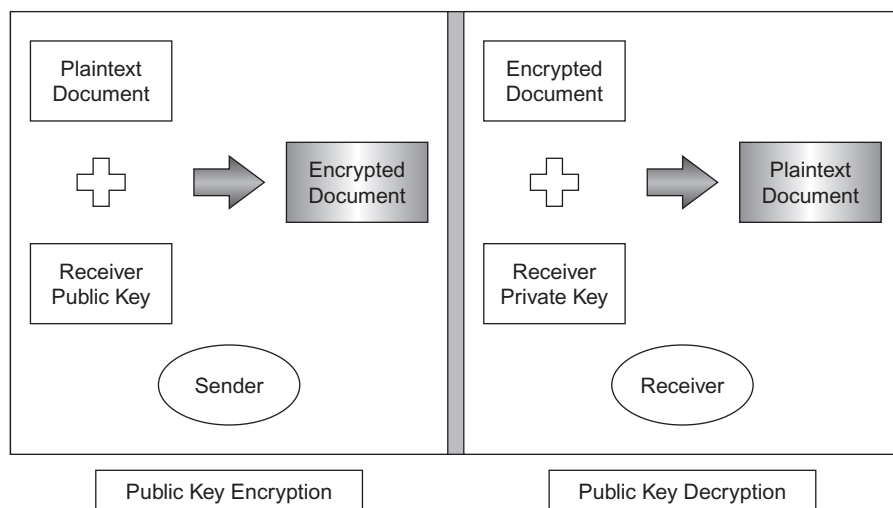 Plaintext
Document
Receiver
Public Key
Encrypted
Document
Sender
Public Key Encryption
Encrypted
Document
Receiver
Private Key
Plaintext
Document
Receiver
Public Key Decryption